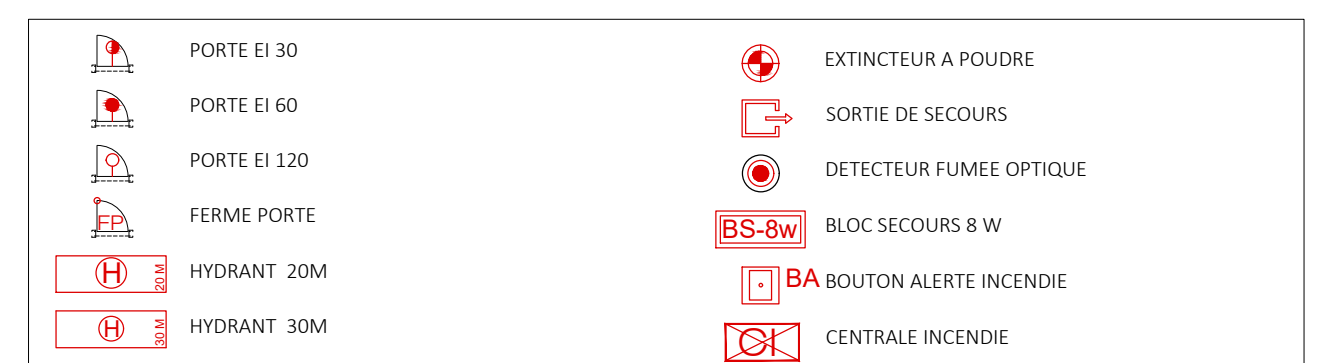 PORTE EI 30
PORTE EI 60
PORTE EI 120
FP FERME PORTE
H 20 M HYDRANT 20M
H 30 M HYDRANT 30M
EXTINCTEUR A POUDRE
SORTIE DE SECOURS
DETECTEUR FUMEE OPTIQUE
BS-8w BLOC SECOURS 8 W
BA BOUTON ALERTE INCENDIE
CI CENTRALE INCENDIE